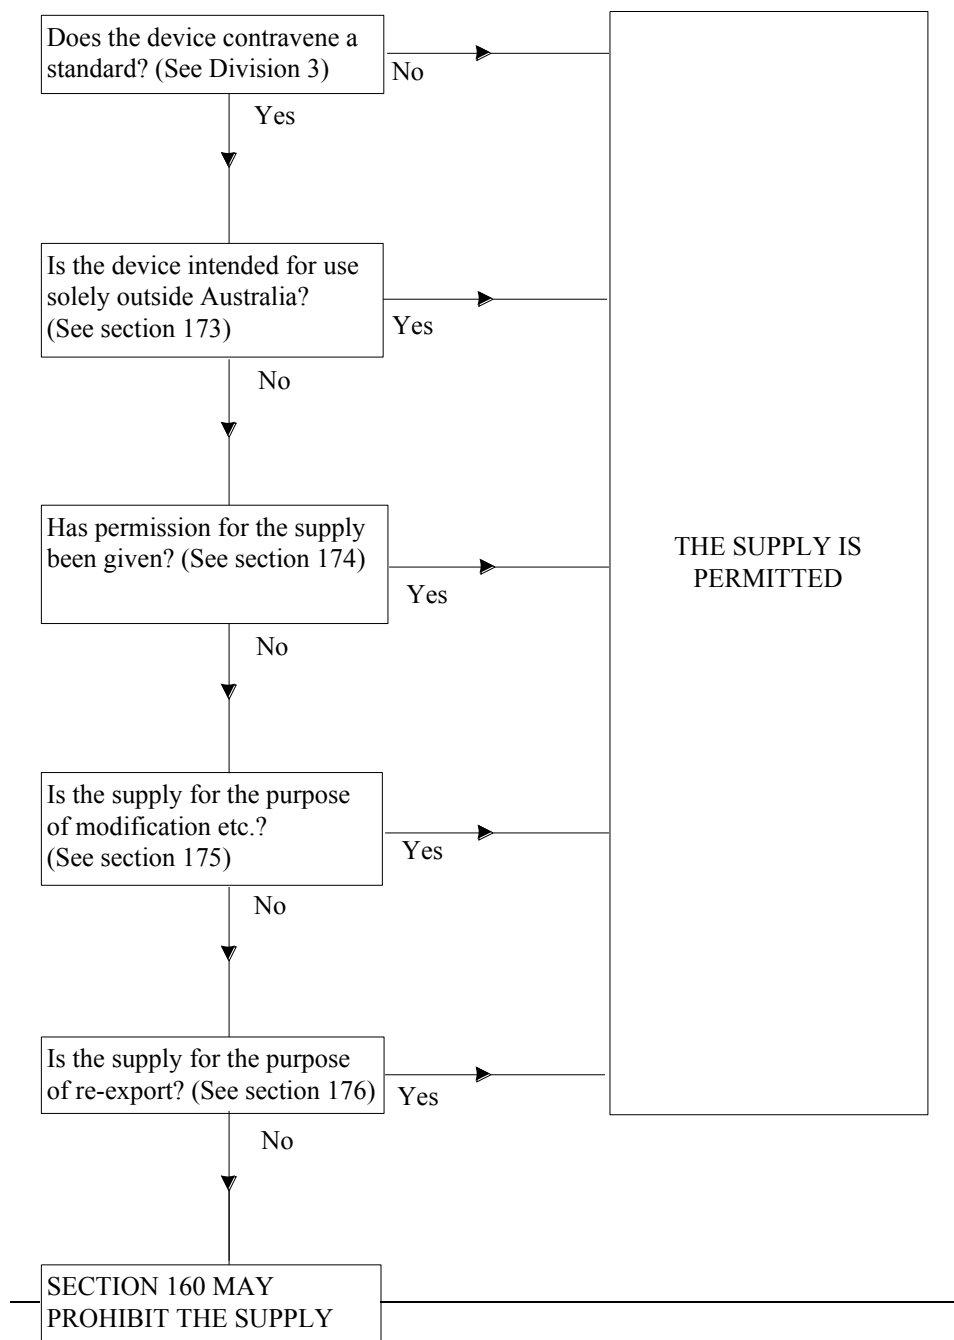 Does the device contravene a
standard? (See Division 3)
No
Yes
Is the device intended for use
solely outside Australia?
(See section 173)
Yes
No
Has permission for the supply
been given? (See section 174)
Yes
THE SUPPLY IS
PERMITTED
No
Is the supply for the purpose
of modification etc.?
(See section 175)
Yes
No
Is the supply for the purpose
of re-export? (See section 176)
Yes
No
SECTION 160 MAY
PROHIBIT THE SUPPLY